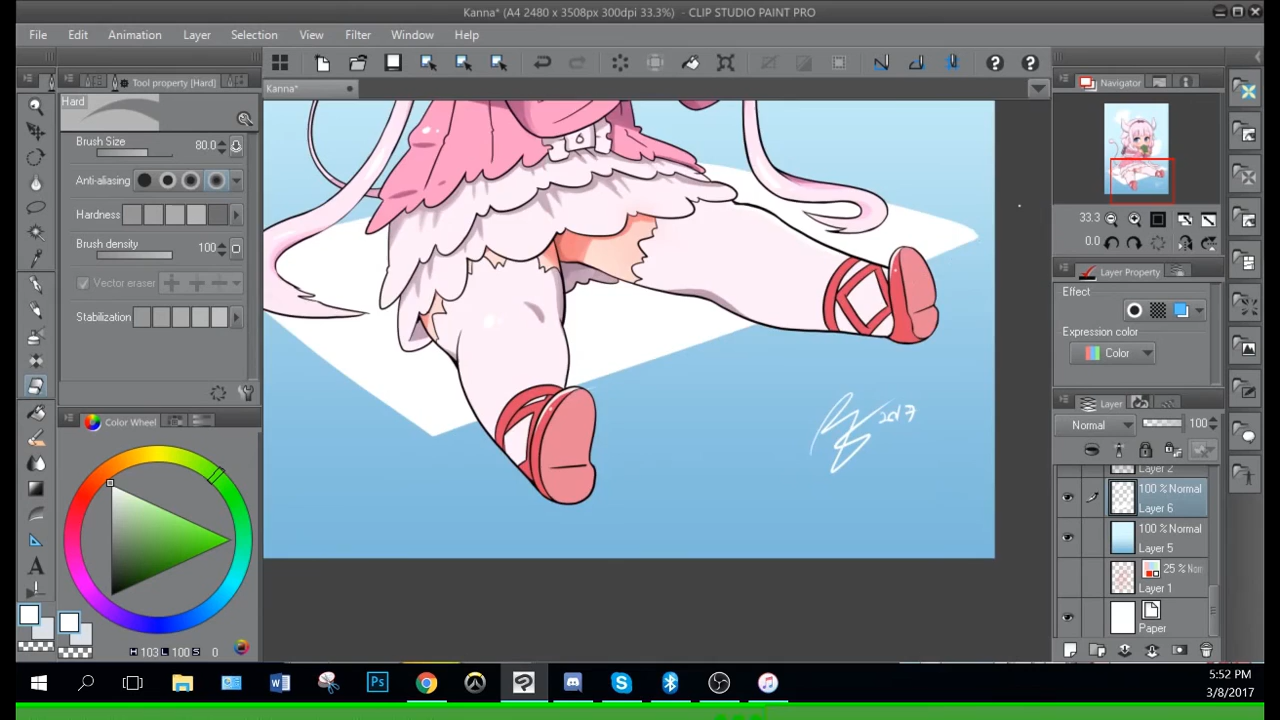 Kanna* (A4 2480 x 3508px 300dpi 33.3%) - CLIP STUDIO PAINT PRO
File Edit Animation Layer Selection View Filter Window Help
Tool property [Hard]
Kanna*
Navigator
Hard
Brush Size 80.0
Anti-aliasing
Hardness
Brush density 100
Vector eraser
Stabilization
33.3
0.0
Layer Property
Effect
Expression color
Color
Layer
Normal 100
Layer 2
100 % Normal
Layer 6
100 % Normal
Layer 5
25 % Nor
Layer 1
Paper
Color Wheel
2017
H 103 L 100 S 0
A
Ps
5:52 PM
3/8/2017